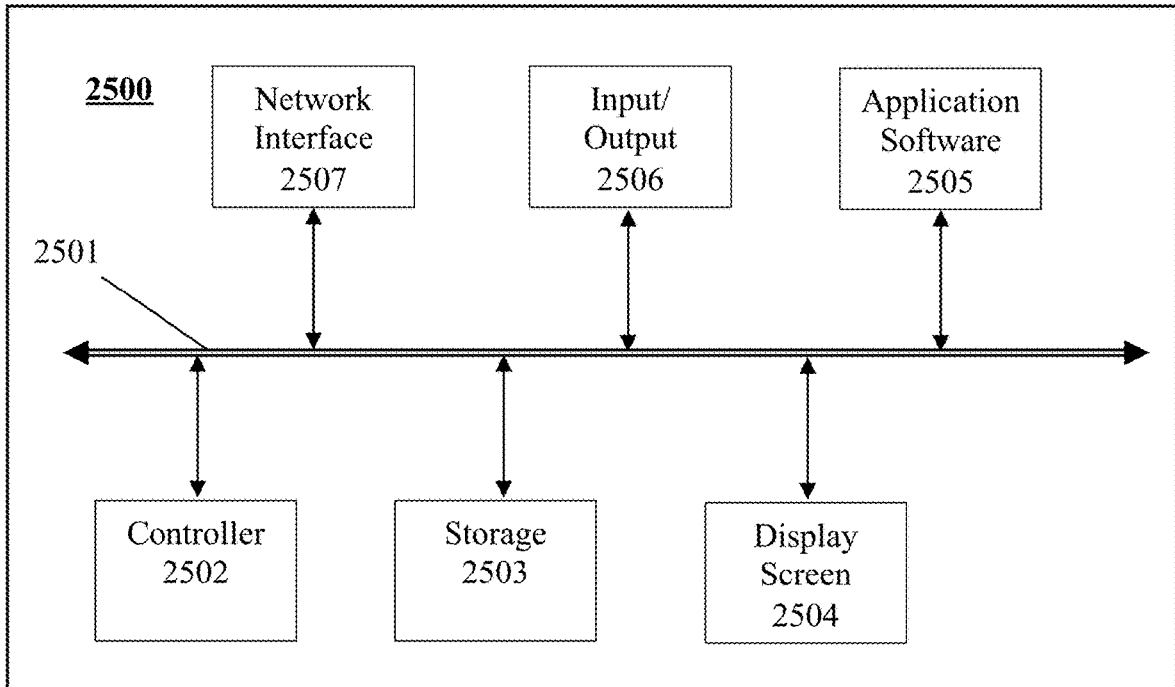 2500
Network
Interface
2507
Input/
Output
2506
Application
Software
2505
2501
Controller
2502
Storage
2503
Display
Screen
2504